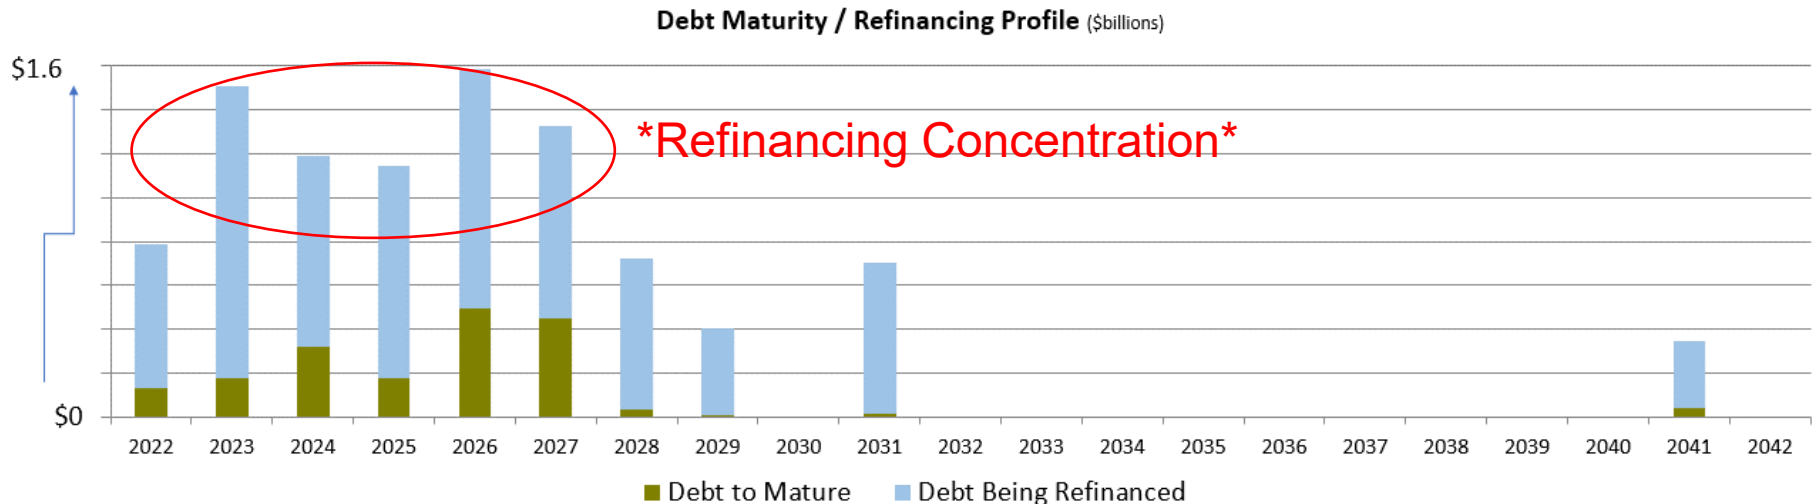 Debt Maturity / Refinancing Profile ($billions)
$1.6
*Refinancing Concentration*
$0
2022 2023 2024 2025 2026 2027 2028 2029 2030 2031 2032 2033 2034 2035 2036 2037 2038 2039 2040 2041 2042
Debt to Mature Debt Being Refinanced